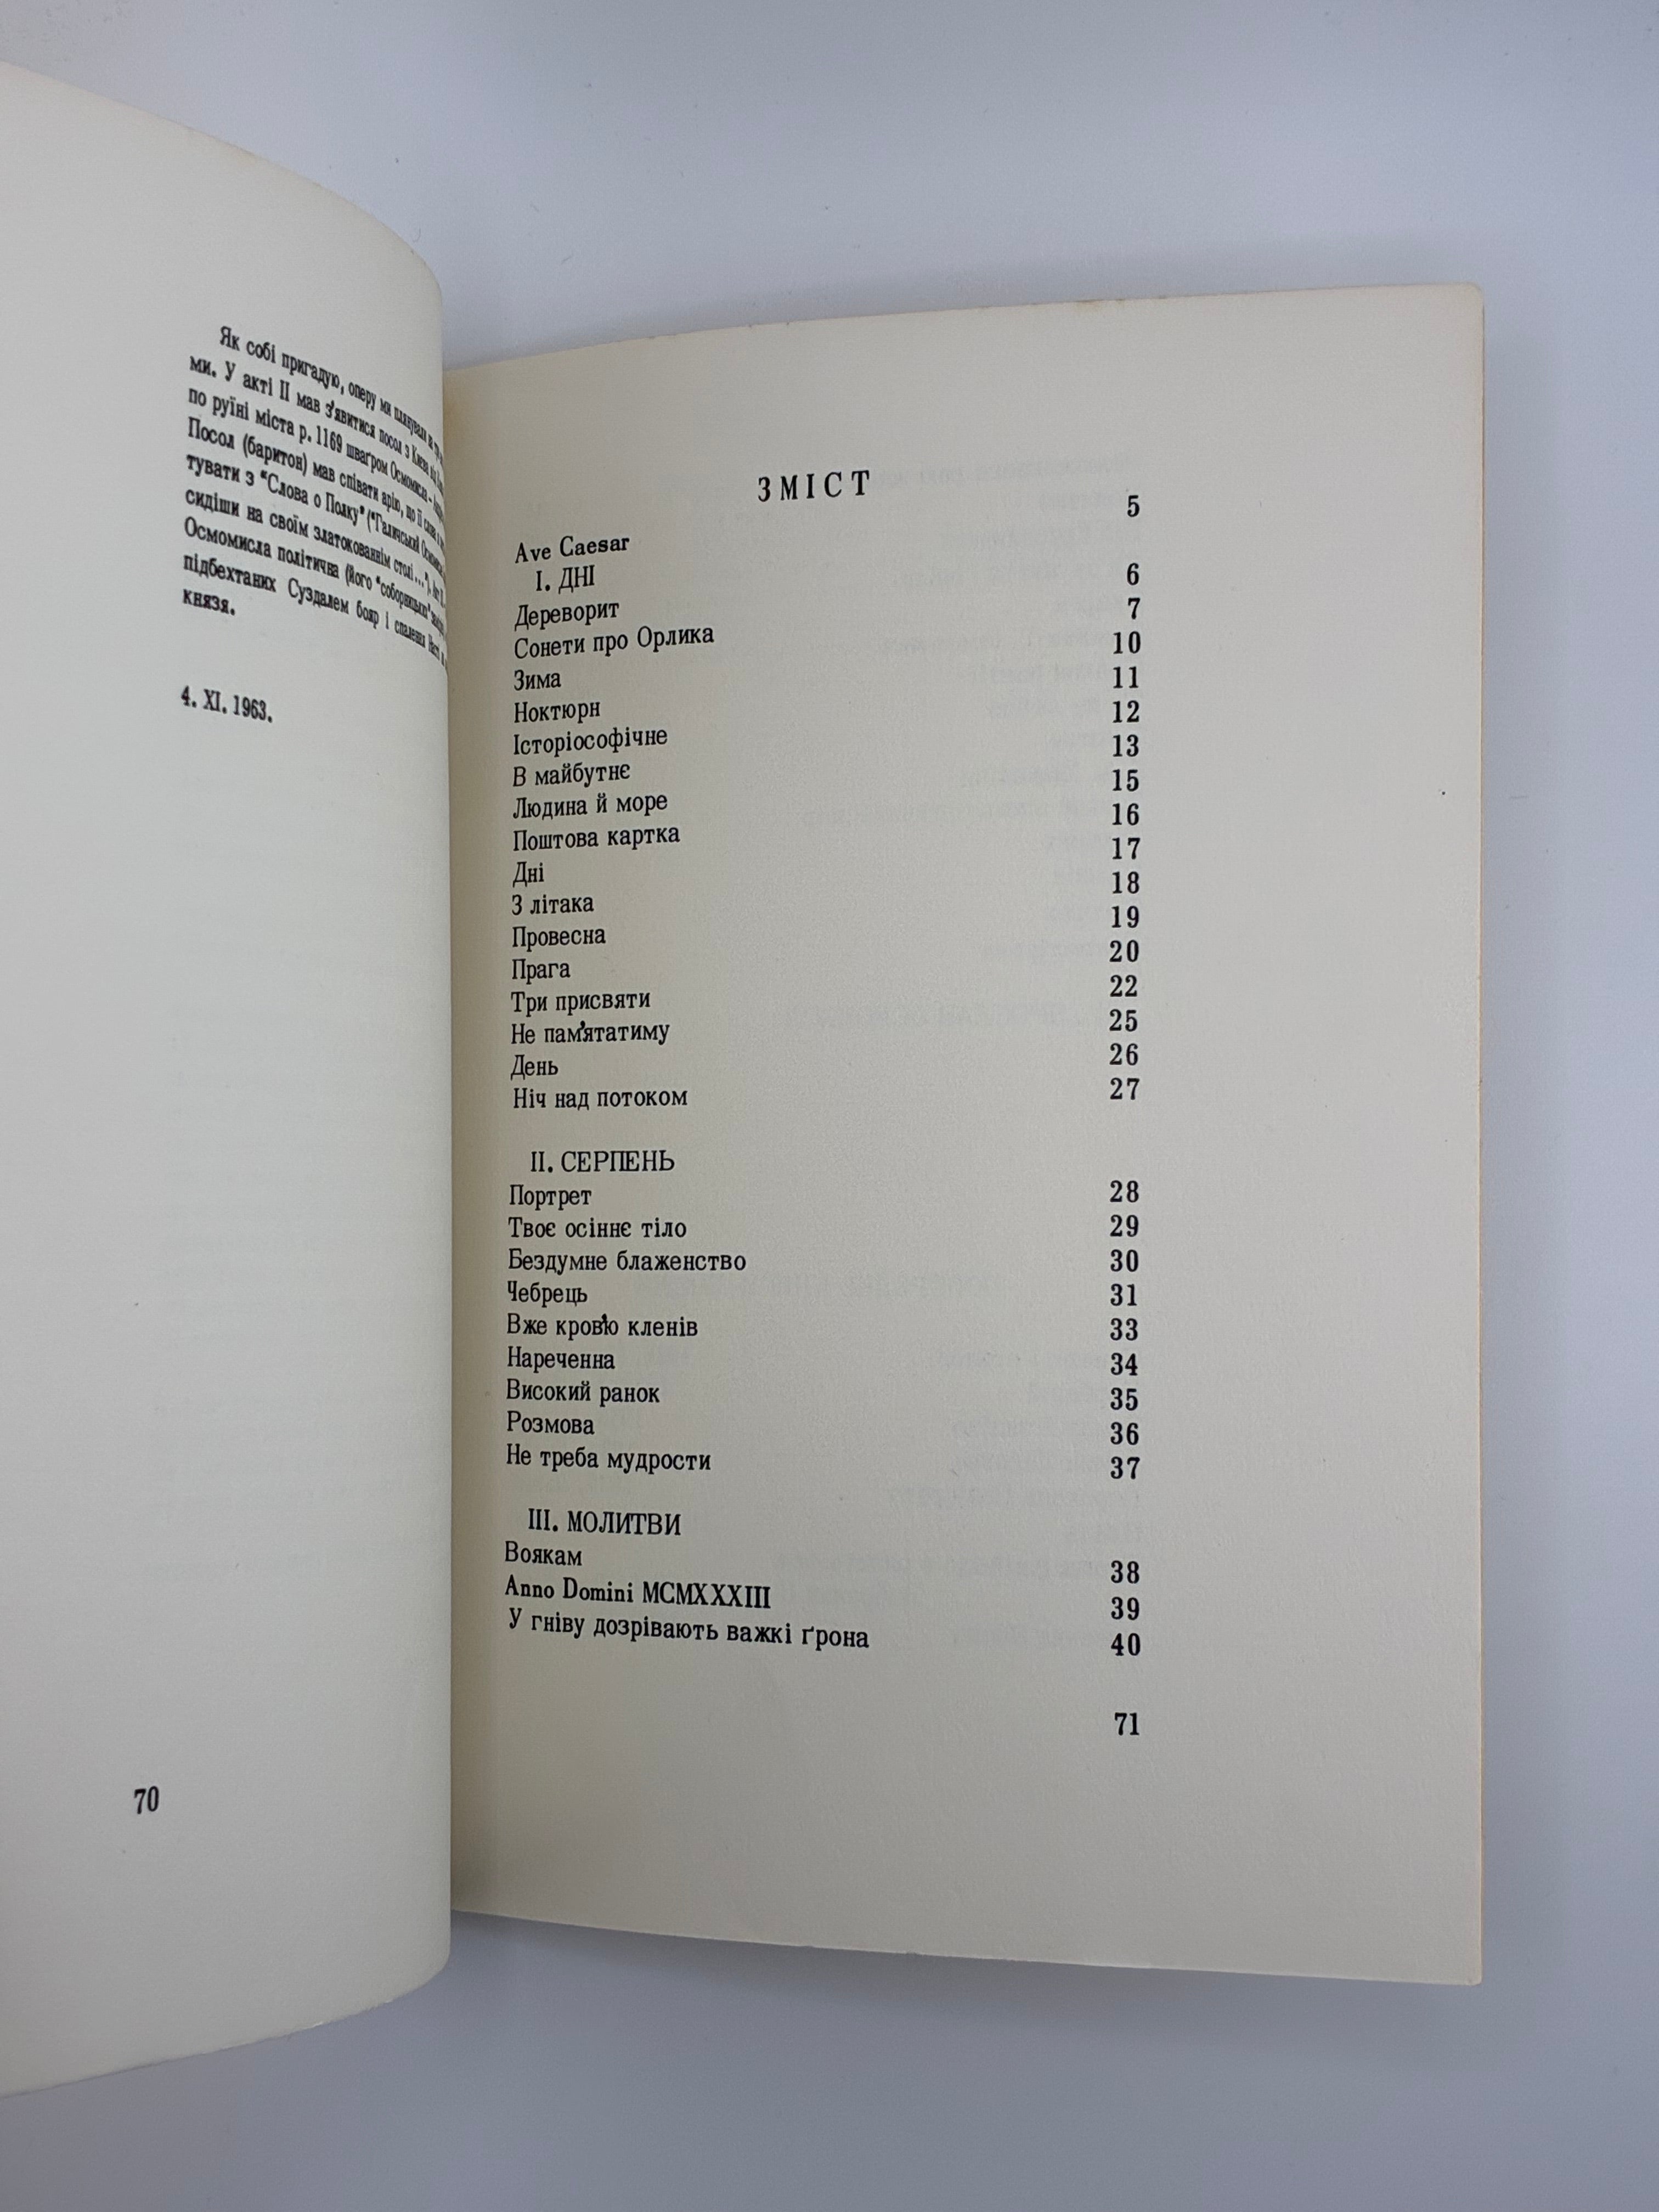 Як собі пригадую, оперу ми планували в
ми. У акті II мав з'явитися посол з Києва від
по руїні міста р. 1169 шваґром Осмомисла -
Посол (баритон) мав співати арію, що її слова
тувати з "Слова о Полку" ("Галичський Осмомисле
сидіши на своїм златокованнім столі...").
Осмомисла політична (його "соборницькі"
підбехтаних Суздалем бояр і спалення Насті
князя.
4. XI. 1963.
70
ЗМІСТ
Ave Caesar 5
I. ДНІ
Дереворит 6
Сонети про Орлика 7
Зима 10
Ноктюрн 11
Історіософічне 12
В майбутнє 13
Людина й море 15
Поштова картка 16
Дні 17
З літака 18
Провесна 19
Прага 20
Три присвяти 22
Не пам'ятатиму 25
День 26
Ніч над потоком 27
II. СЕРПЕНЬ
Портрет 28
Твоє осіннє тіло 29
Бездумне блаженство 30
Чебрець 31
Вже кров'ю кленів 33
Нареченна 34
Високий ранок 35
Розмова 36
Не треба мудрости 37
III. МОЛИТВИ
Воякам 38
Anno Domini MCMXXXIII 39
У гніву дозрівають важкі ґрона 40
71